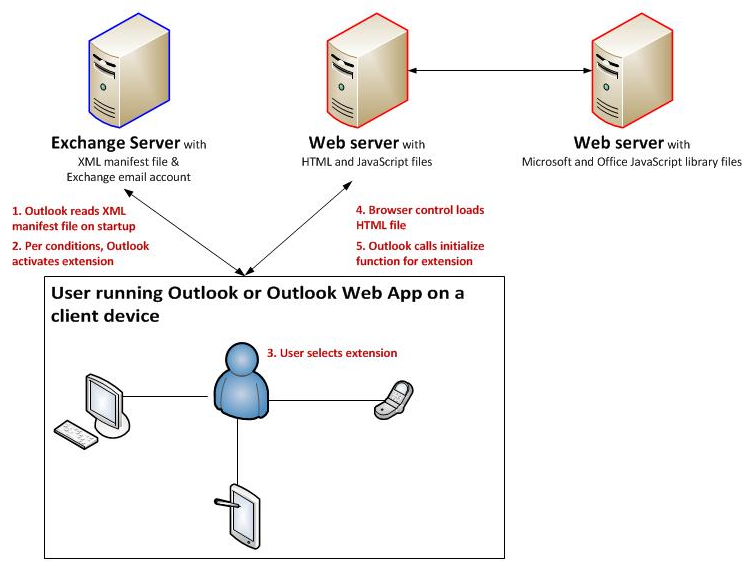 Exchange Server with
XML manifest file &
Exchange email account
Web server with
HTML and JavaScript files
Web server with
Microsoft and Office JavaScript library files
1. Outlook reads XML
manifest file on startup
2. Per conditions, Outlook
activates extension
4. Browser control loads
HTML file
5. Outlook calls initialize
function for extension
User running Outlook or Outlook Web App on a
client device
3. User selects extension